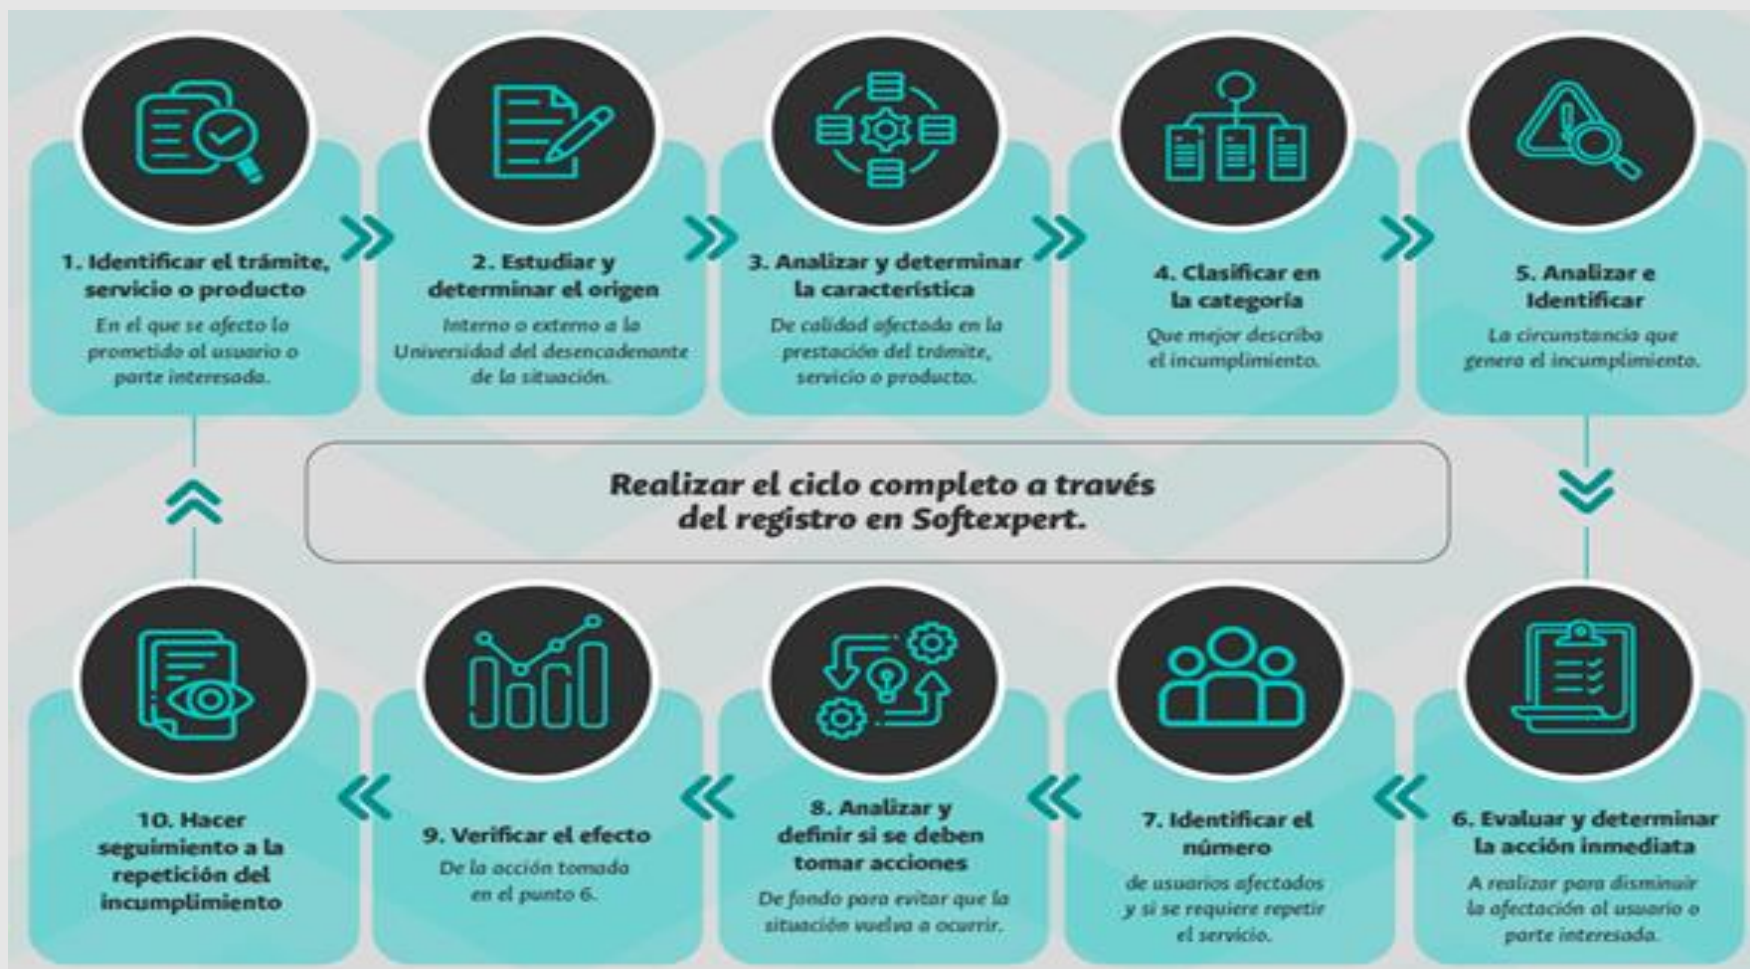 1. Identificar el trámite,
servicio o producto
En el que se afecto lo
prometido al usuario o
parte interesada.
2. Estudiar y
determinar el origen
Interno o externo a la
Universidad del desencadenante
de la situación.
3. Analizar y determinar
la característica
De calidad afectada en la
prestación del trámite,
servicio o producto.
4. Clasificar en
la categoría
Que mejor describa
el incumplimiento.
5. Analizar e
Identificar
La circunstancia que
genera el incumplimiento.
Realizar el ciclo completo a través
del registro en Softexpert.
6. Evaluar y determinar
la acción inmediata
A realizar para disminuir
la afectación al usuario o
parte interesada.
7. Identificar el
número
de usuarios afectados
y si se requiere repetir
el servicio.
8. Analizar y
definir si se deben
tomar acciones
De fondo para evitar que la
situación vuelva a ocurrir.
9. Verificar el efecto
De la acción tomada
en el punto 6.
10. Hacer
seguimiento a la
repetición del
incumplimiento